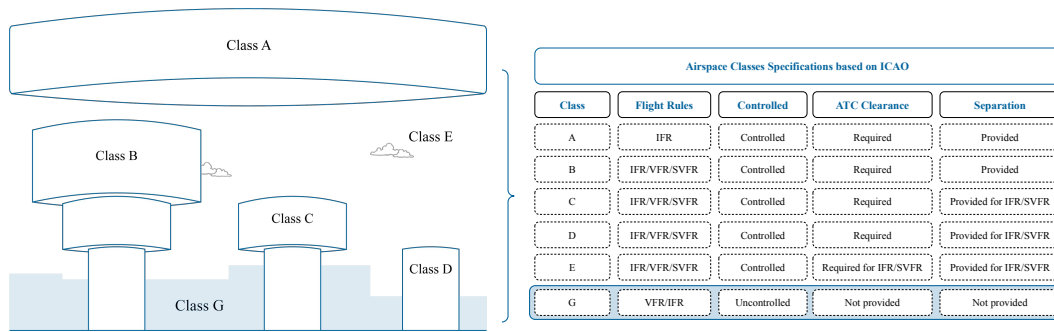 Class A
Class E
Class B
Class C
Class D
Class G
Airspace Classes Specifications based on ICAO
Class Flight Rules Controlled ATC Clearance Separation
A IFR Controlled Required Provided
B IFR/VFR/SVFR Controlled Required Provided
C IFR/VFR/SVFR Controlled Required Provided for IFR/SVFR
D IFR/VFR/SVFR Controlled Required Provided for IFR/SVFR
E IFR/VFR/SVFR Controlled Required for IFR/SVFR Provided for IFR/SVFR
G VFR/IFR Uncontrolled Not provided Not provided